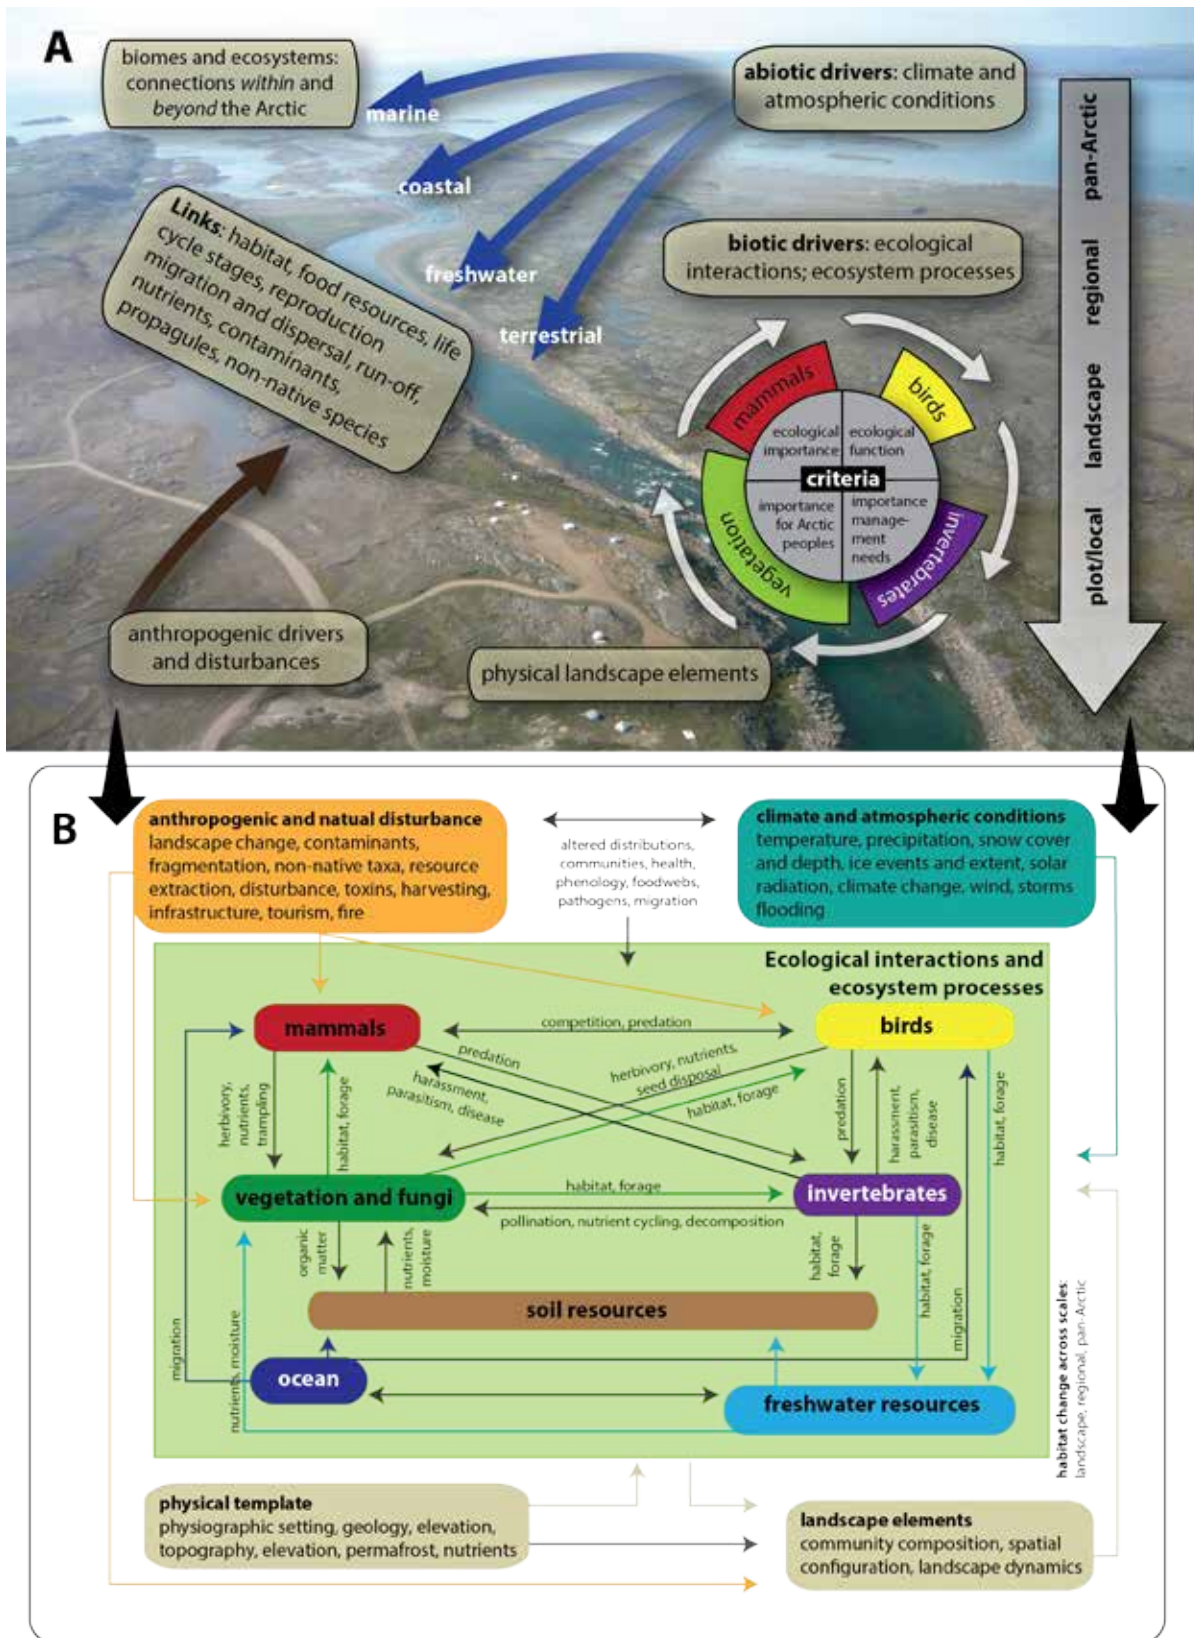 A
biomes and ecosystems:
connections within and
beyond the Arctic
abiotic drivers: climate and
atmospheric conditions
marine
coastal
freshwater
terrestrial
Links: habitat, food resources, life
cycle stages, reproduction
migration and dispersal, run-off,
nutrients, contaminants,
propagules, non-native species
biotic drivers: ecological
interactions; ecosystem processes
pan-Arctic
regional
landscape
plot/local
mammals
birds
invertebrates
vegetation
ecological
importance
ecological
function
criteria
importance
for Arctic
peoples
importance
manage-
ment
needs
anthropogenic drivers
and disturbances
physical landscape elements
B
anthropogenic and natual disturbance
landscape change, contaminants,
fragmentation, non-native taxa, resource
extraction, disturbance, toxins, harvesting,
infrastructure, tourism, fire
altered distributions,
communities, health,
phenology, foodwebs,
pathogens, migration
climate and atmospheric conditions
temperature, precipitation, snow cover
and depth, ice events and extent, solar
radiation, climate change, wind, storms
flooding
Ecological interactions and
ecosystem processes
mammals
competition, predation
birds
predation
harassment,
parasitism, disease
herbivory, nutrients,
seed disposal
habitat, forage
herbivory,
nutrients,
trampling
habitat, forage
predation
harassment,
parasitism,
disease
habitat, forage
vegetation and fungi
habitat, forage
pollination, nutrient cycling, decomposition
invertebrates
organic
matter
nutrients,
moisture
habitat,
forage
habitat, forage
migration
soil resources
migration
nutrients, moisture
ocean
freshwater resources
habitat change across scales:
landscape, regional, pan-Arctic
physical template
physiographic setting, geology, elevation,
topography, elevation, permafrost, nutrients
landscape elements
community composition, spatial
configuration, landscape dynamics